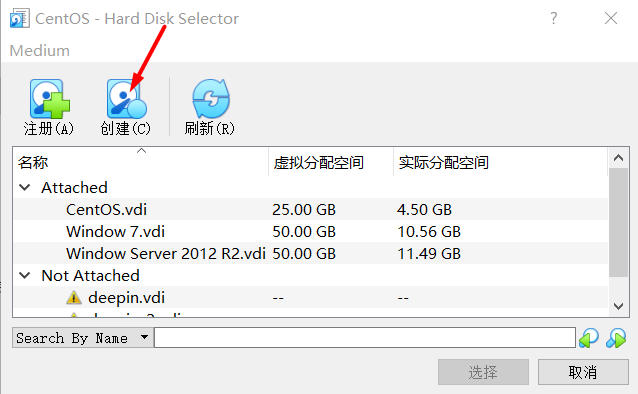 CentOS - Hard Disk Selector
Medium
注册(A) 创建(C) 刷新(R)
名称 虚拟分配空间 实际分配空间
Attached
CentOS.vdi 25.00 GB 4.50 GB
Window 7.vdi 50.00 GB 10.56 GB
Window Server 2012 R2.vdi 50.00 GB 11.49 GB
Not Attached
deepin.vdi -- --
Search By Name
选择 取消